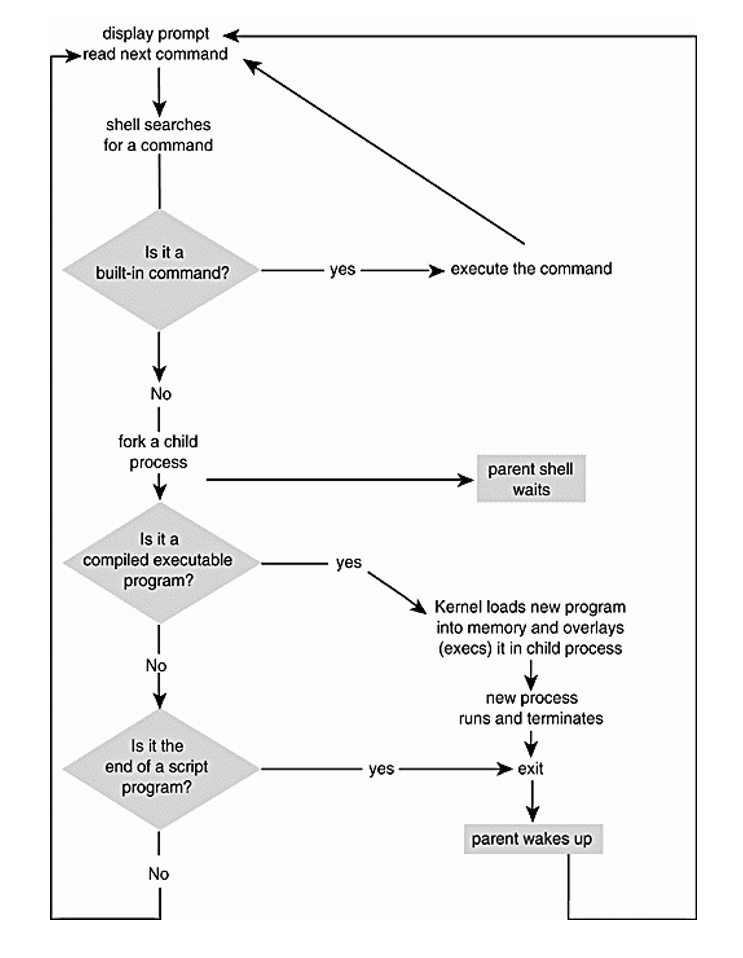 display prompt
read next command
shell searches
for a command
Is it a
built-in command?
yes
execute the command
No
fork a child
process
parent shell
waits
Is it a
compiled executable
program?
yes
Kernel loads new program
into memory and overlays
(execs) it in child process
No
new process
runs and terminates
Is it the
end of a script
program?
yes
exit
parent wakes up
No